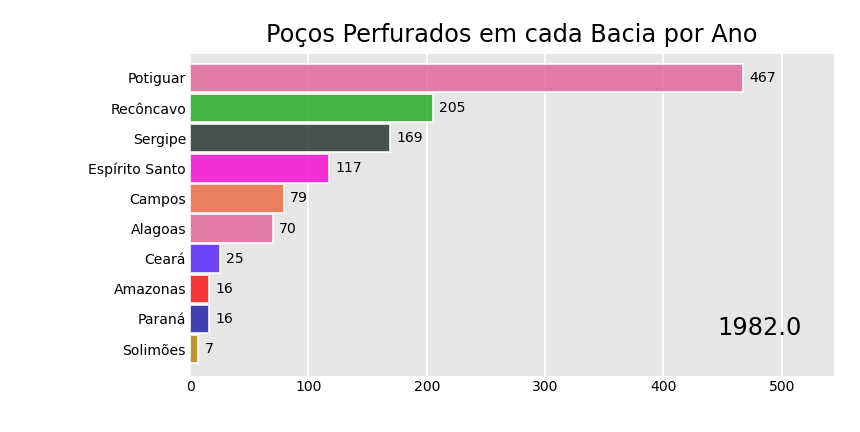 Poços Perfurados em cada Bacia por Ano
Potiguar 467
Recôncavo 205
Sergipe 169
Espírito Santo 117
Campos 79
Alagoas 70
Ceará 25
Amazonas 16
Paraná 16
1982.0
Solimões 7
0 100 200 300 400 500